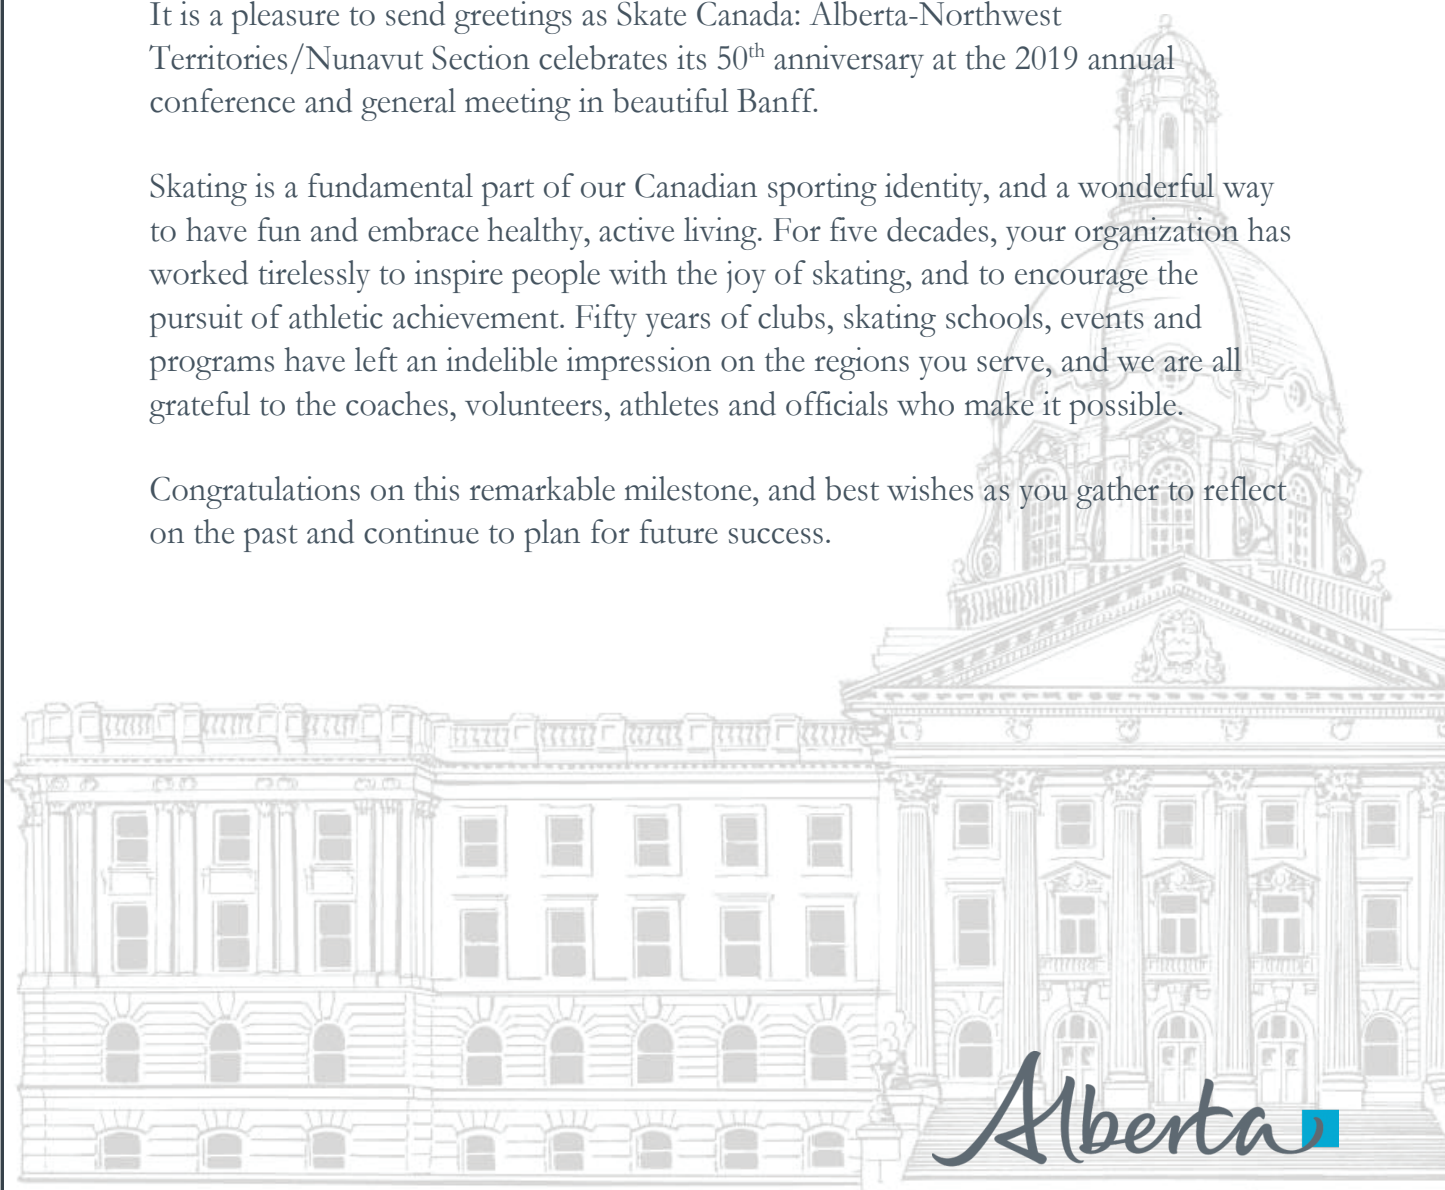 It is a pleasure to send greetings as Skate Canada: Alberta-Northwest
Territories/Nunavut Section celebrates its 50th anniversary at the 2019 annual
conference and general meeting in beautiful Banff.
Skating is a fundamental part of our Canadian sporting identity, and a wonderful way
to have fun and embrace healthy, active living. For five decades, your organization has
worked tirelessly to inspire people with the joy of skating, and to encourage the
pursuit of athletic achievement. Fifty years of clubs, skating schools, events and
programs have left an indelible impression on the regions you serve, and we are all
grateful to the coaches, volunteers, athletes and officials who make it possible.
Congratulations on this remarkable milestone, and best wishes as you gather to reflect
on the past and continue to plan for future success.
Alberta